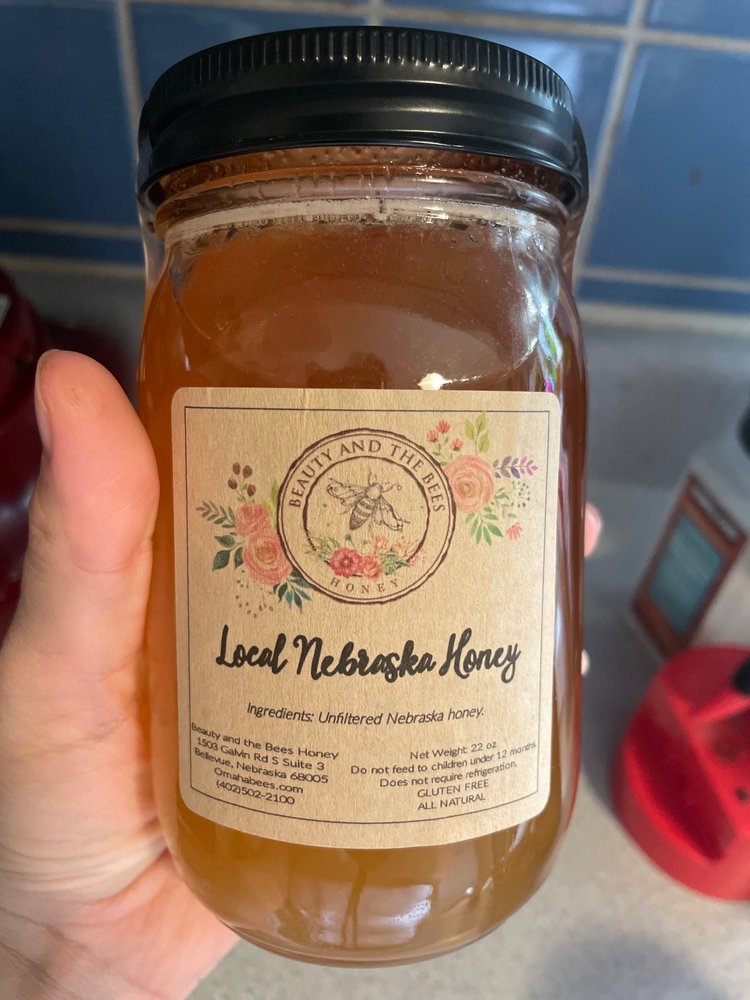 BEAUTY AND THE BEES
HONEY
Local Nebraska Honey
Ingredients: Unfiltered Nebraska honey.
Beauty and the Bees Honey
1503 Galvin Rd S Suite 3
Bellevue, Nebraska 68005
Omahabees.com
(402)502-2100
Net Weight: 22 oz
Do not feed to children under 12 months.
Does not require refrigeration.
GLUTEN FREE
ALL NATURAL